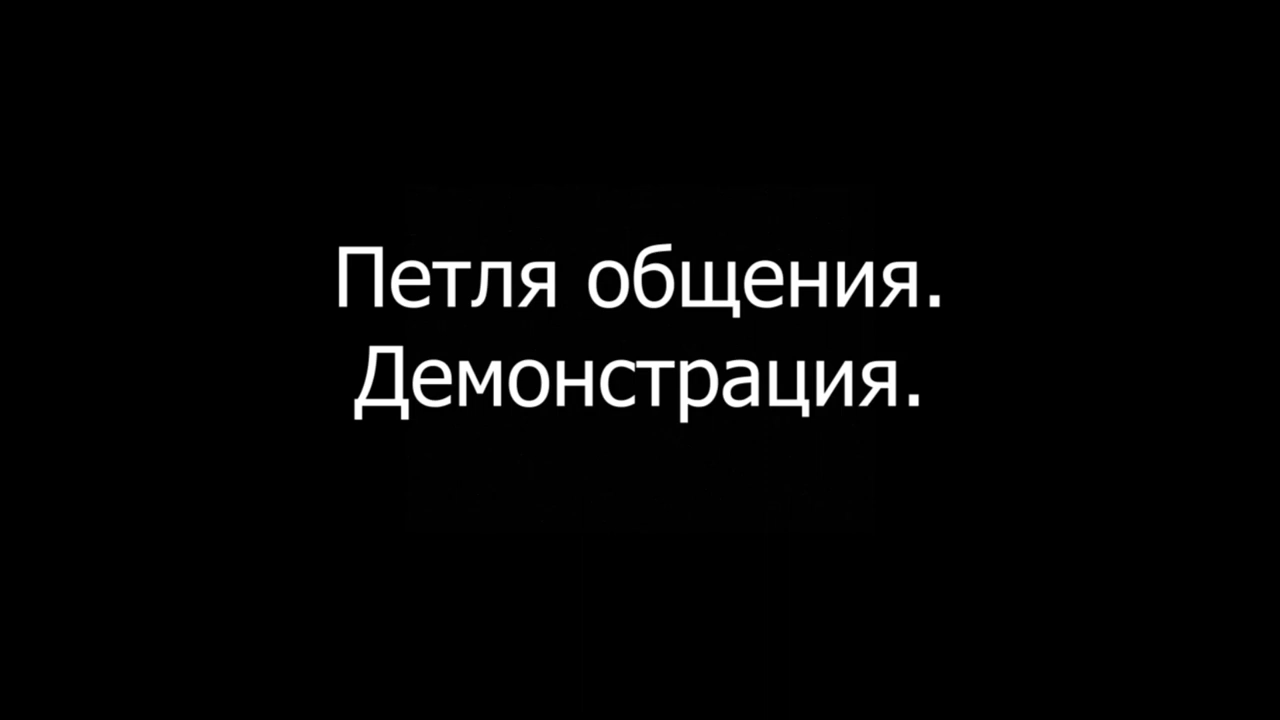 Петля общения.
Демонстрация.